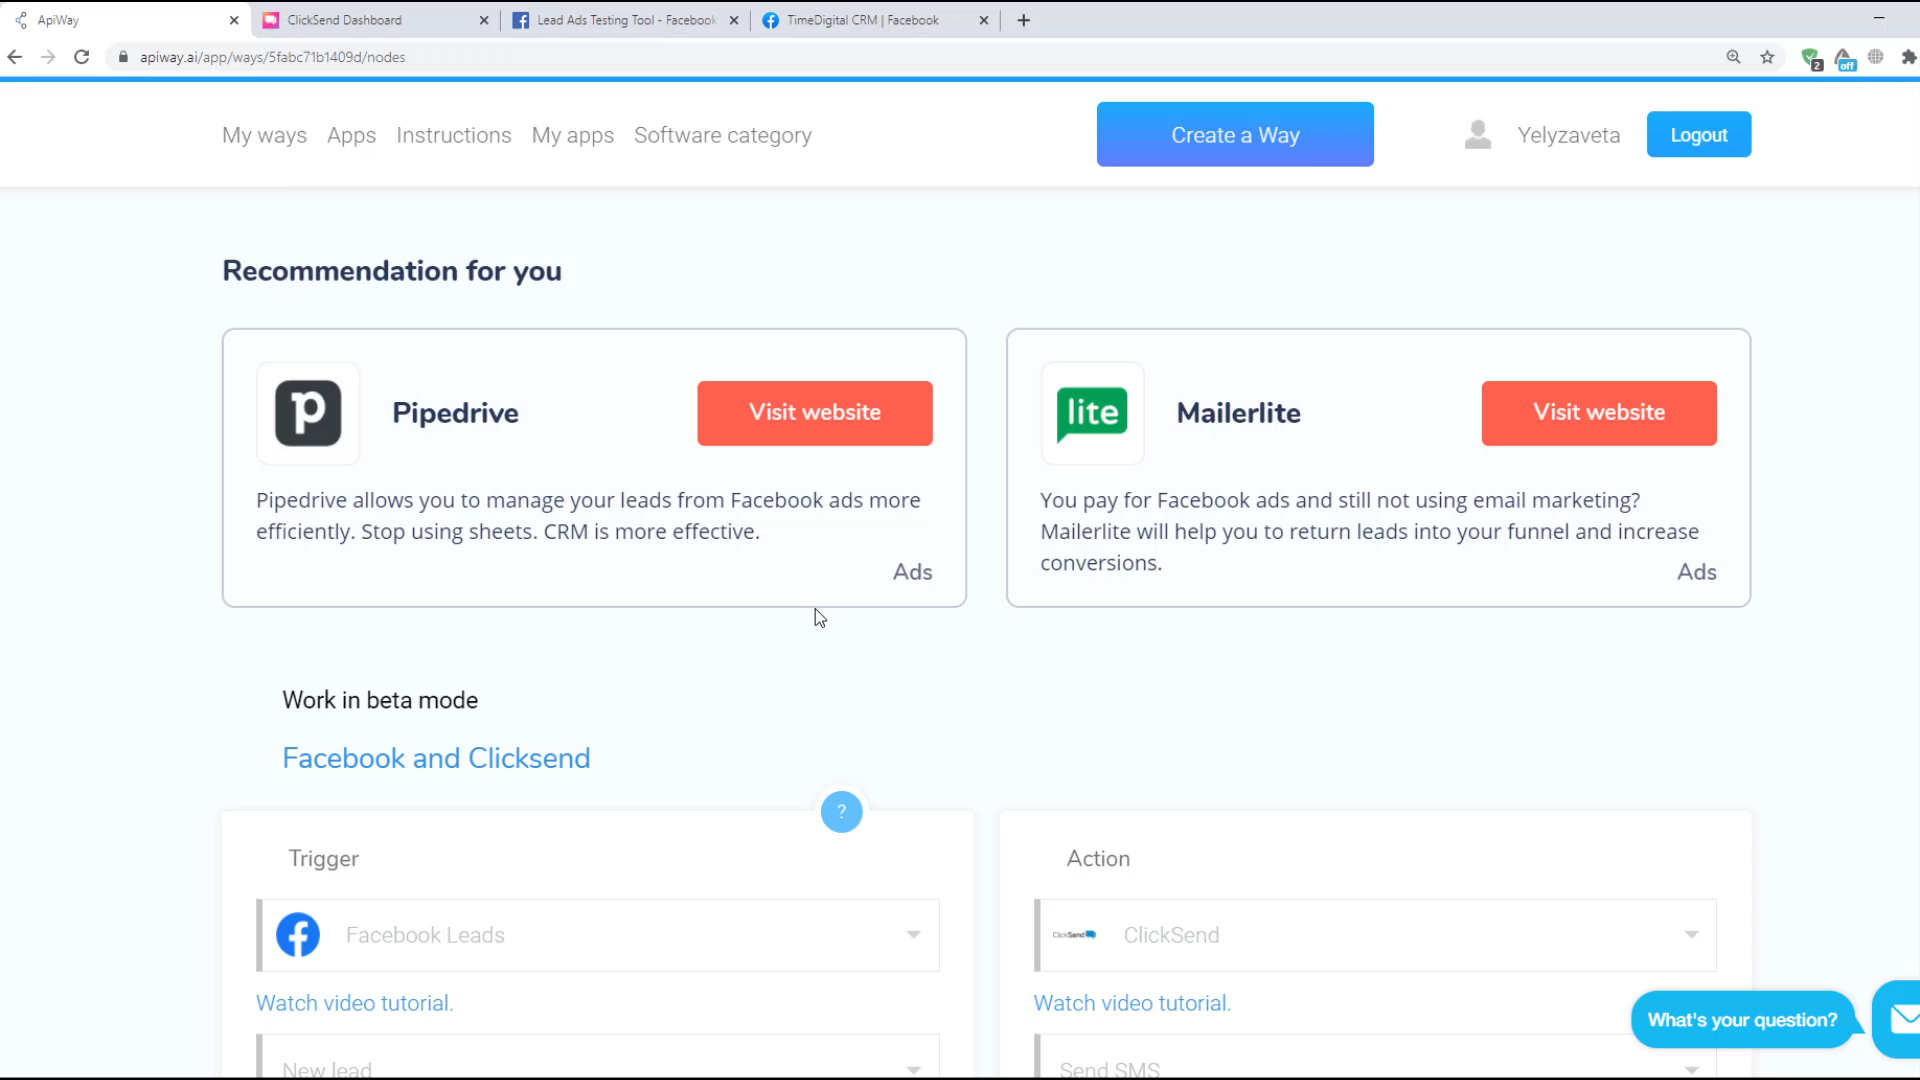 ApiWay
ClickSend Dashboard
Lead Ads Testing Tool - Facebook
TimeDigital CRM | Facebook
apiway.ai/app/ways/5fabc71b1409d/nodes
2
off
My ways
Apps
Instructions
My apps
Software category
Create a Way
Yelyzaveta
Logout
Recommendation for you
p
Pipedrive
Visit website
Pipedrive allows you to manage your leads from Facebook ads more
efficiently. Stop using sheets. CRM is more effective.
Ads
lite
Mailerlite
Visit website
You pay for Facebook ads and still not using email marketing?
Mailerlite will help you to return leads into your funnel and increase
conversions.
Ads
Work in beta mode
Facebook and Clicksend
?
Trigger
Facebook Leads
Watch video tutorial.
New lead
Action
ClickSend
ClickSend
Watch video tutorial.
Send SMS
What's your question?